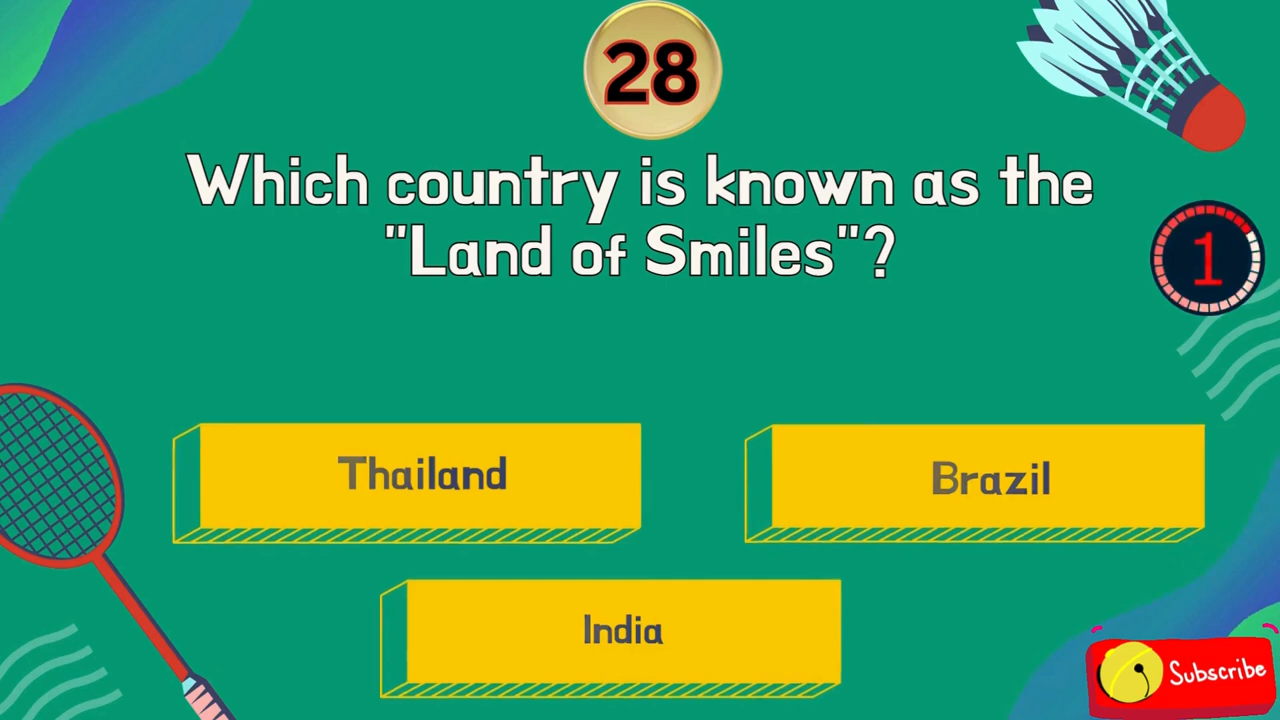 28
Which country is known as the
"Land of Smiles"?
1
Thailand
Brazil
India
Subscribe